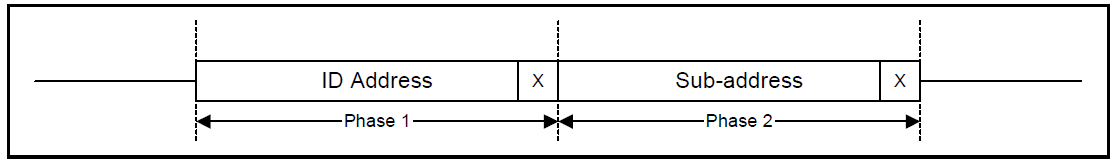 ID Address X Sub-address X
Phase 1 Phase 2